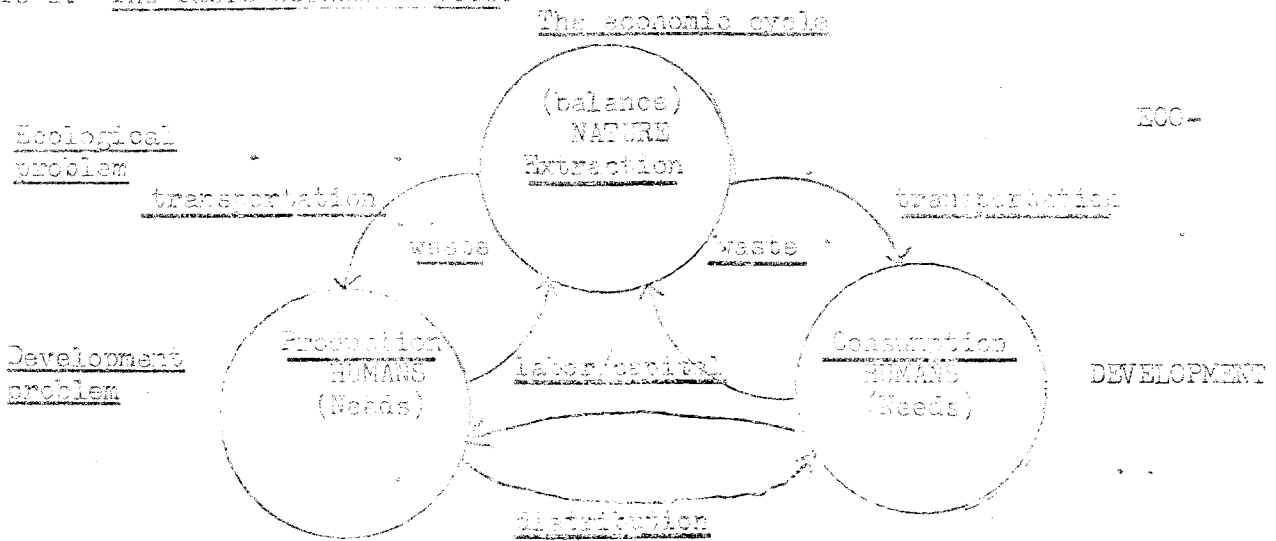 The economic cycle
(balance)
NATURE
Extraction
ECO-
Ecological
problem
transportation
transportation
waste
waste
Production
HUMANS
(Needs)
labor/capital
Consumption
HUMANS
(Needs)
Development
problem
DEVELOPMENT
distribution